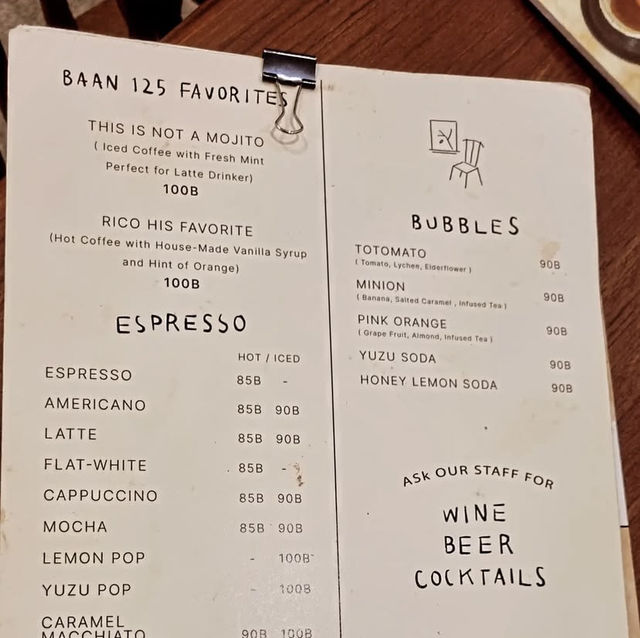 BAAN 125 FAVORITES
THIS IS NOT A MOJITO
( Iced Coffee with Fresh Mint
Perfect for Latte Drinker)
100B
RICO HIS FAVORITE
(Hot Coffee with House-Made Vanilla Syrup
and Hint of Orange)
100B
ESPRESSO
HOT / ICED
ESPRESSO 85B -
AMERICANO 85B 90B
LATTE 85B 90B
FLAT-WHITE 85B -
CAPPUCCINO 85B 90B
MOCHA 85B 90B
LEMON POP - 100B
YUZU POP - 100B
CARAMEL
MACCHIATO 90B 100B
BUBBLES
TOTOMATO 90B
( Tomato, Lychen, Elderflower )
MINION 90B
( Banana, Salted Caramel , Infused Tea )
PINK ORANGE 90B
( Grape Fruit, Almond, Infused Tea )
YUZU SODA 90B
HONEY LEMON SODA 90B
ASK OUR STAFF FOR
WINE
BEER
COCKTAILS